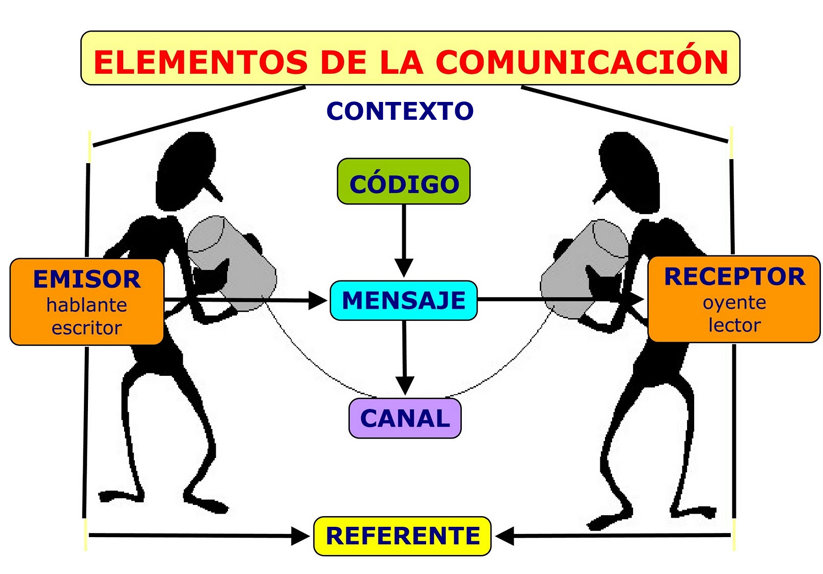 ELEMENTOS DE LA COMUNICACIÓN
CONTEXTO
CÓDIGO
EMISOR
hablante
escritor
MENSAJE
RECEPTOR
oyente
lector
CANAL
REFERENTE